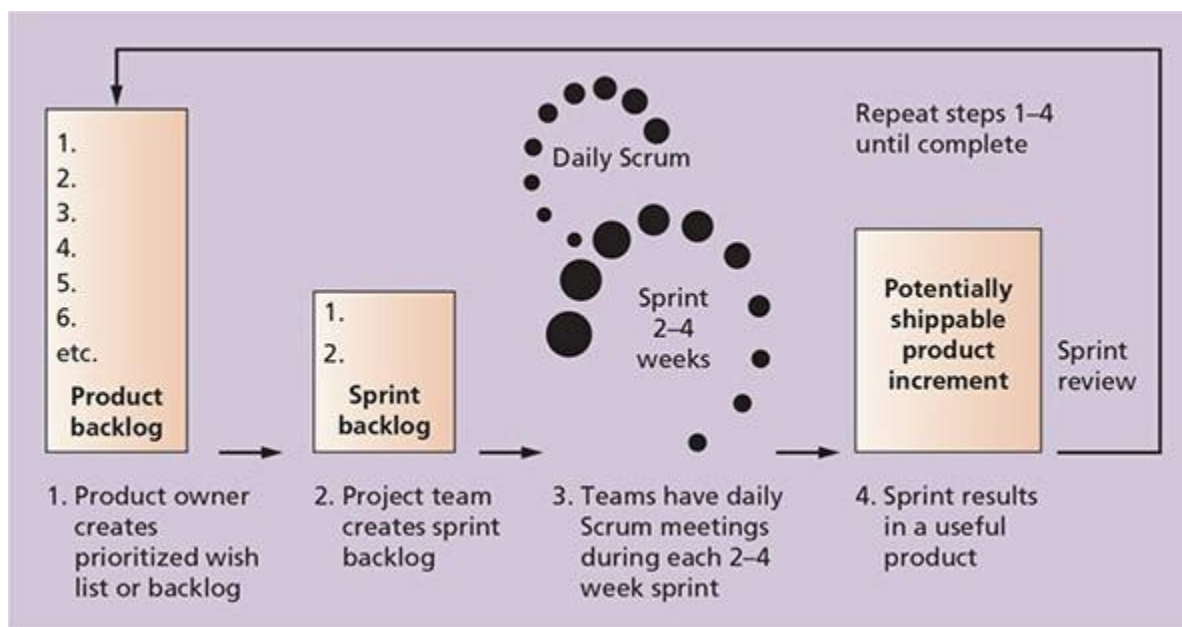 Repeat steps 1–4
until complete
1.
2.
3.
4.
5.
6.
etc.
Product
backlog
1.
2.
Sprint
backlog
Daily Scrum
Sprint
2–4
weeks
Potentially
shippable
product
increment
Sprint
review
1. Product owner
creates
prioritized wish
list or backlog
2. Project team
creates sprint
backlog
3. Teams have daily
Scrum meetings
during each 2–4
week sprint
4. Sprint results
in a useful
product